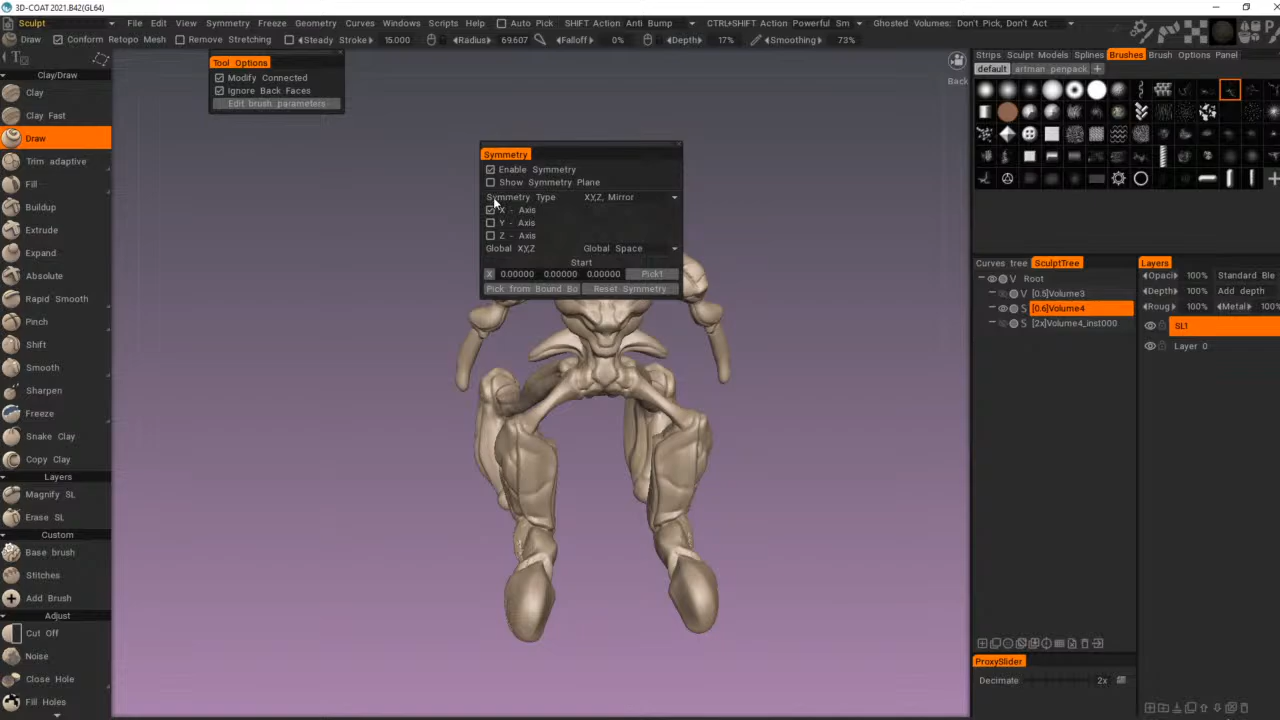 3D-COAT 2021.B42(GL64)
Sculpt File Edit View Symmetry Freeze Geometry Curves Windows Scripts Help Auto Pick SHIFT Action Anti Bump CTRL+SHIFT Action Powerful Sm Ghosted Volumes: Don't Pick, Don't Act
Draw Conform Retopo Mesh Remove Stretching Steady Stroke 15.000 Radius 69.607 Falloff 0% Depth 17% Smoothing 73%
Clay/Draw
Clay
Clay Fast
Draw
Trim adaptive
Fill
Buildup
Extrude
Expand
Absolute
Rapid Smooth
Pinch
Shift
Smooth
Sharpen
Freeze
Snake Clay
Copy Clay
Layers
Magnify SL
Erase SL
Custom
Base brush
Stitches
Add Brush
Adjust
Cut Off
Noise
Close Hole
Fill Holes
Tool Options
Modify Connected
Ignore Back Faces
Edit brush parameters
Symmetry
Enable Symmetry
Show Symmetry Plane
Symmetry Type X,Y,Z, Mirror
X - Axis
Y - Axis
Z - Axis
Global X,Y,Z Global Space
Start
X 0.00000 0.00000 0.00000 Pick1
Pick from Bound Bo Reset Symmetry
Back
Strips Sculpt Models Splines Brushes Brush Options Panel
default artman penpack +
Curves tree SculptTree
V Root
V [0.5]Volume3
S [0.6]Volume4
S [2x]Volume4_inst000
Layers
Opaci 100% Standard Ble
Depth 100% Add depth
Roug 100% Metal 100%
SL1
Layer 0
ProxySlider
Decimate 2x